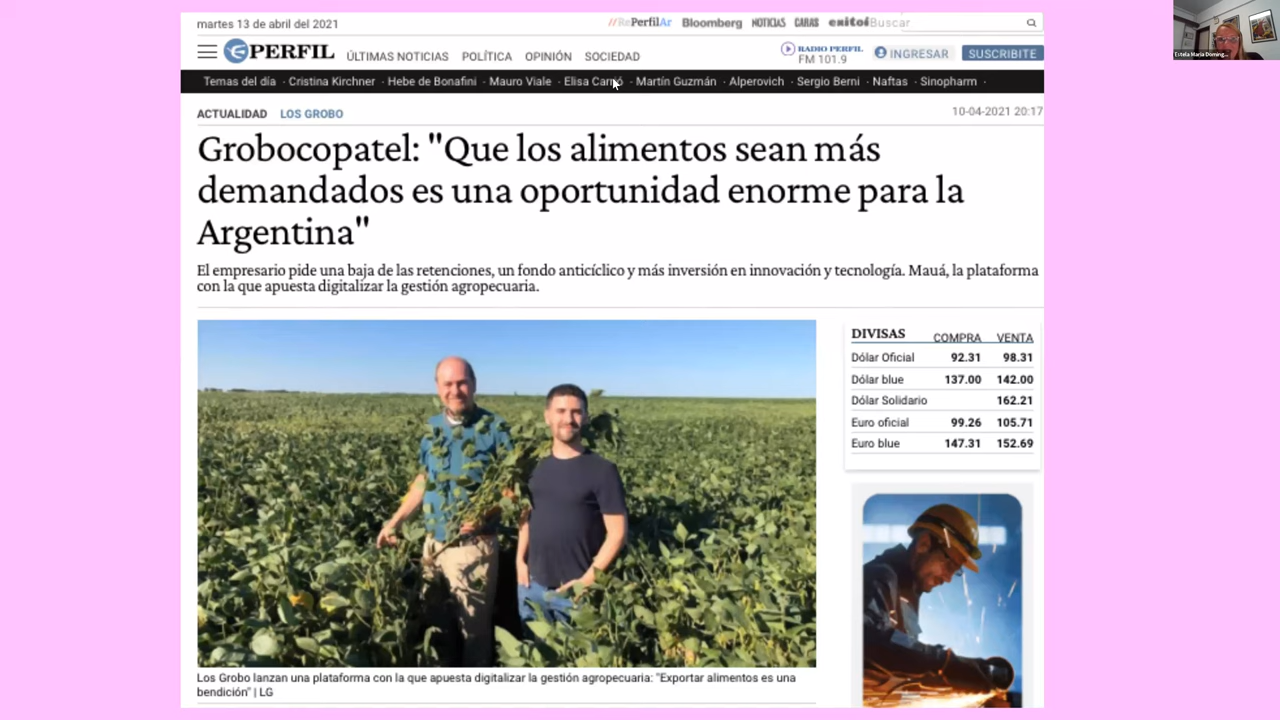 martes 13 de abril del 2021
//RePerfilAr Bloomberg NOTICIAS CARAS exitoí Buscar
PERFIL ÚLTIMAS NOTICIAS POLÍTICA OPINIÓN SOCIEDAD RADIO PERFIL FM 101.9 INGRESAR SUSCRIBITE
Temas del día · Cristina Kirchner · Hebe de Bonafini · Mauro Viale · Elisa Carrió · Martín Guzmán · Alperovich · Sergio Berni · Naftas · Sinopharm ·
ACTUALIDAD LOS GROBO 10-04-2021 20:17
Grobocopatel: "Que los alimentos sean más
demandados es una oportunidad enorme para la
Argentina"
El empresario pide una baja de las retenciones, un fondo anticíclico y más inversión en innovación y tecnología. Mauá, la plataforma
con la que apuesta digitalizar la gestión agropecuaria.
DIVISAS COMPRA VENTA
Dólar Oficial 92.31 98.31
Dólar blue 137.00 142.00
Dólar Solidario 162.21
Euro oficial 99.26 105.71
Euro blue 147.31 152.69
Los Grobo lanzan una plataforma con la que apuesta digitalizar la gestión agropecuaria: "Exportar alimentos es una
bendición" | LG
Estela María Doming...